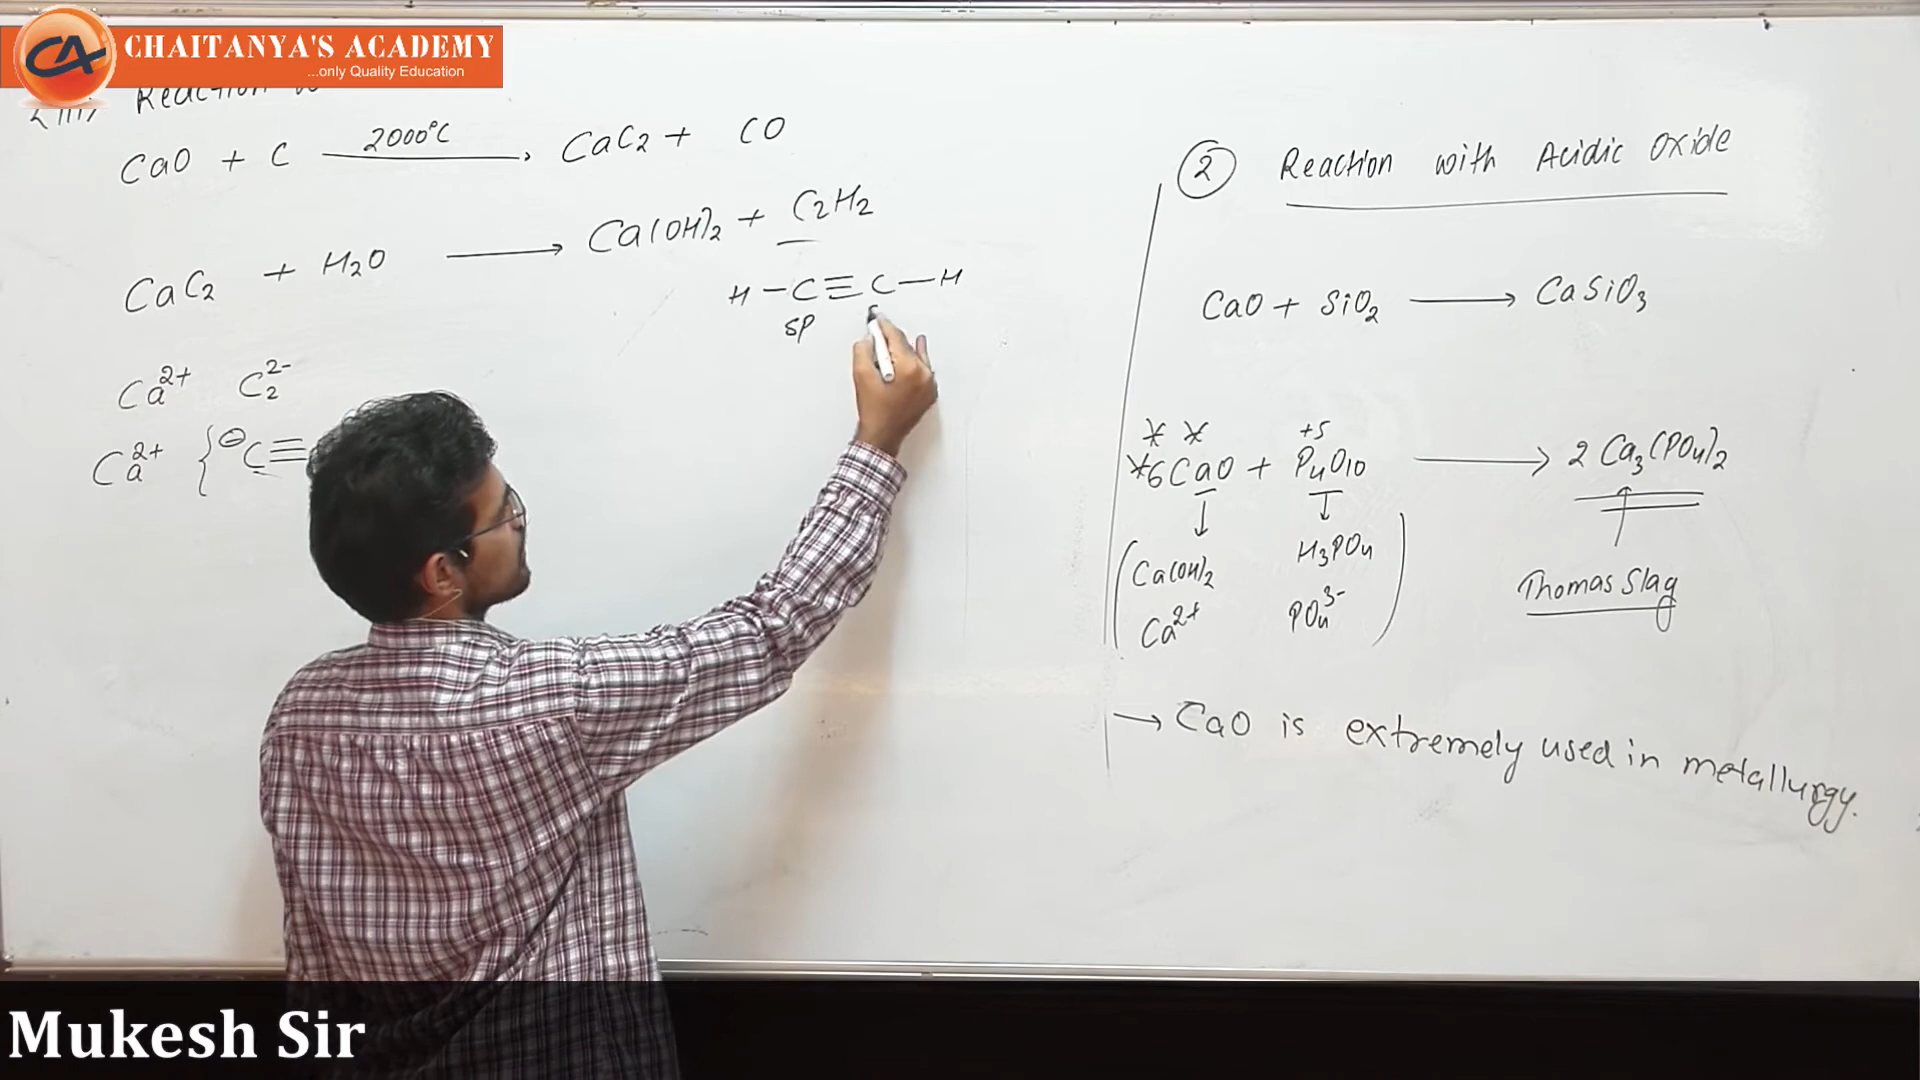 CHAITANYA'S ACADEMY
...only Quality Education
Reaction
CaO + C 2000°C → CaC₂ + CO
CaC₂ + H₂O → Ca(OH)₂ + C₂H₂
H – C ≡ C – H
sp
Ca²⁺ C₂²⁻
Ca²⁺ { ⊖C ≡
② Reaction with Acidic Oxide
CaO + SiO₂ → CaSiO₃
+5
*6CaO + P₄O₁₀ → 2 Ca₃(PO₄)₂
Ca(OH)₂ H₃PO₄
Ca²⁺ PO₄³⁻
Thomas Slag
→ CaO is extremely used in metallurgy.
Mukesh Sir